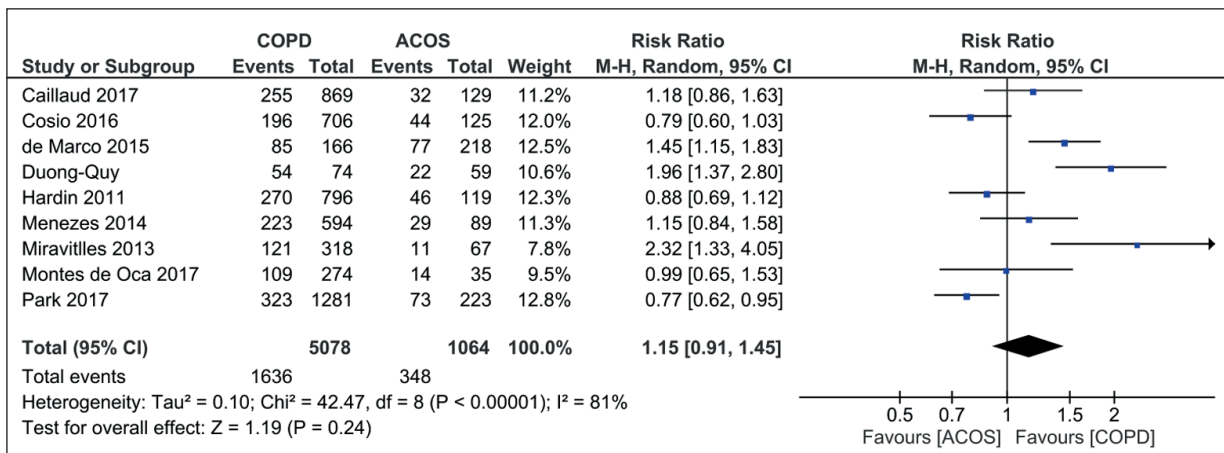 COPD ACOS Risk Ratio Risk Ratio
Study or Subgroup Events Total Events Total Weight M-H, Random, 95% CI M-H, Random, 95% CI
Caillaud 2017 255 869 32 129 11.2% 1.18 [0.86, 1.63]
Cosio 2016 196 706 44 125 12.0% 0.79 [0.60, 1.03]
de Marco 2015 85 166 77 218 12.5% 1.45 [1.15, 1.83]
Duong-Quy 54 74 22 59 10.6% 1.96 [1.37, 2.80]
Hardin 2011 270 796 46 119 12.3% 0.88 [0.69, 1.12]
Menezes 2014 223 594 29 89 11.3% 1.15 [0.84, 1.58]
Miravitlles 2013 121 318 11 67 7.8% 2.32 [1.33, 4.05]
Montes de Oca 2017 109 274 14 35 9.5% 0.99 [0.65, 1.53]
Park 2017 323 1281 73 223 12.8% 0.77 [0.62, 0.95]
Total (95% CI) 5078 1064 100.0% 1.15 [0.91, 1.45]
Total events 1636 348
Heterogeneity: Tau² = 0.10; Chi² = 42.47, df = 8 (P < 0.00001); I² = 81%
Test for overall effect: Z = 1.19 (P = 0.24)
0.5 0.7 1 1.5 2
Favours [ACOS] Favours [COPD]